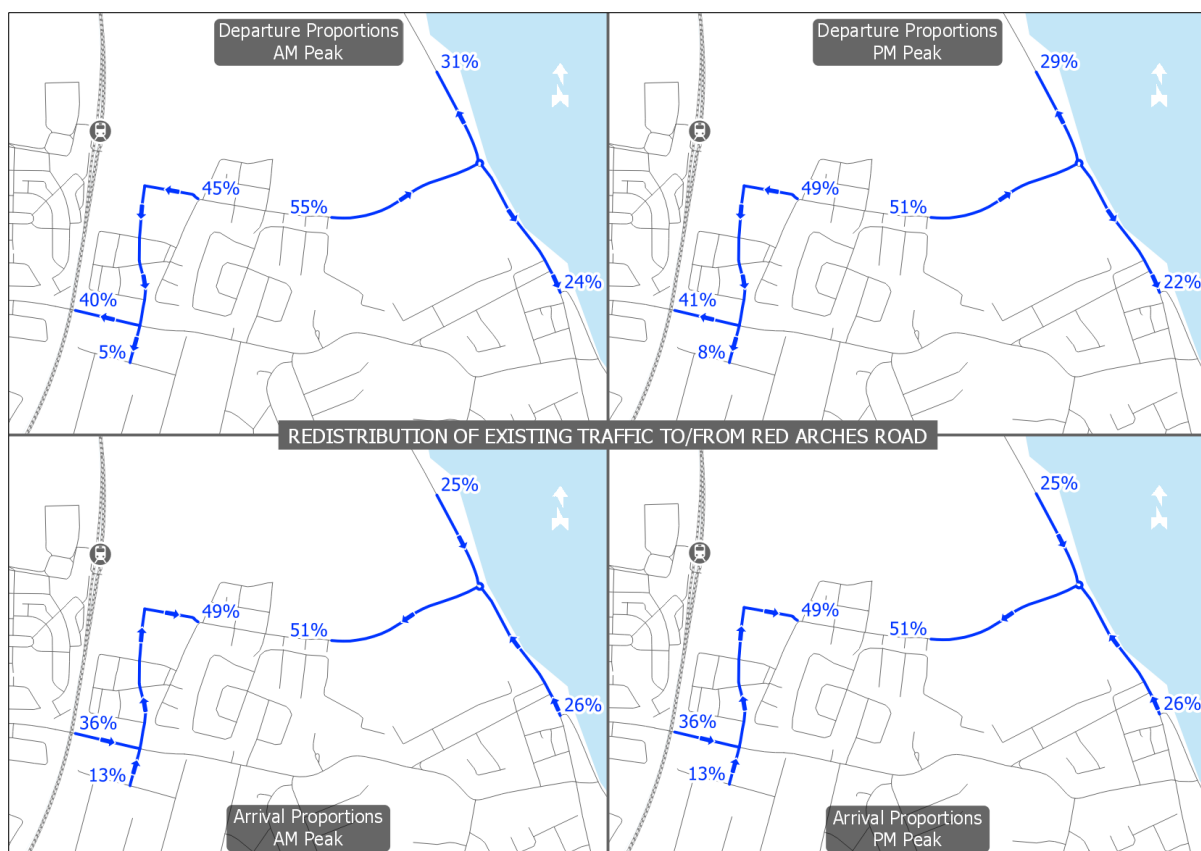 Departure Proportions
AM Peak
31%
45%
55%
24%
40%
5%
Departure Proportions
PM Peak
29%
49%
51%
22%
41%
8%
REDISTRIBUTION OF EXISTING TRAFFIC TO/FROM RED ARCHES ROAD
25%
49%
51%
26%
36%
13%
Arrival Proportions
AM Peak
25%
49%
51%
26%
36%
13%
Arrival Proportions
PM Peak